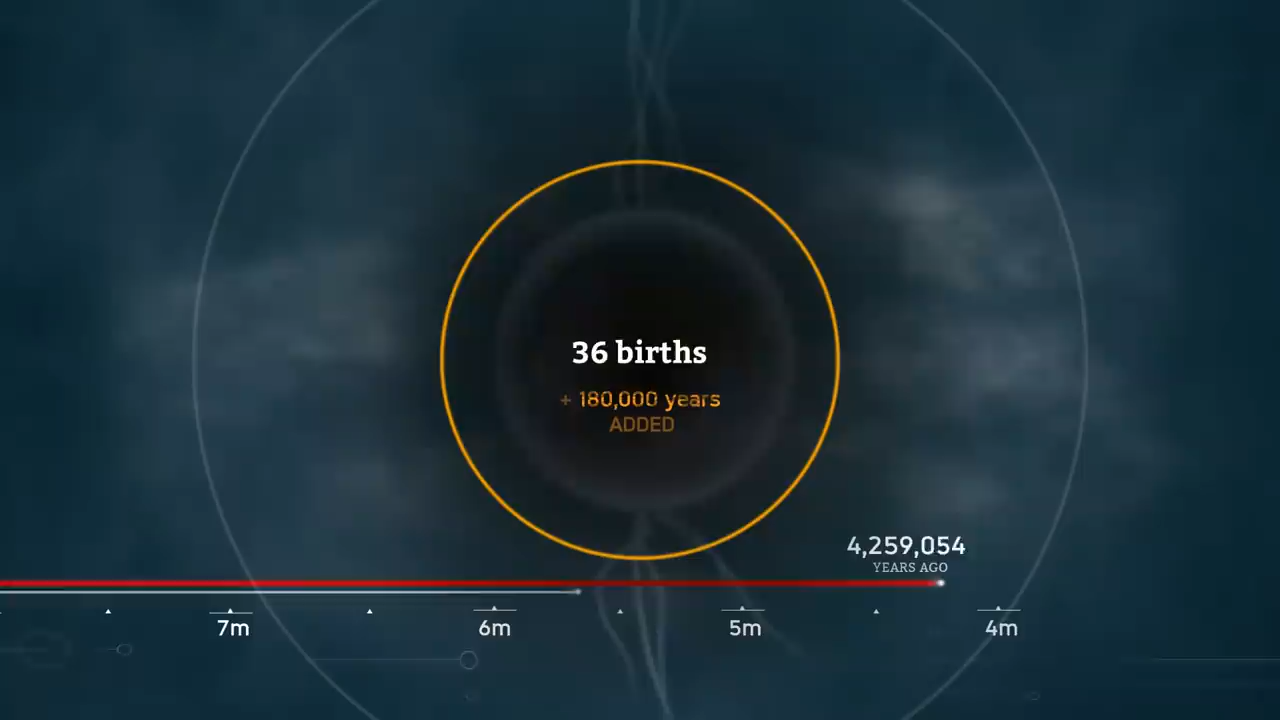 36 births
+ 180,000 years
ADDED
4,259,054
YEARS AGO
7m
6m
5m
4m